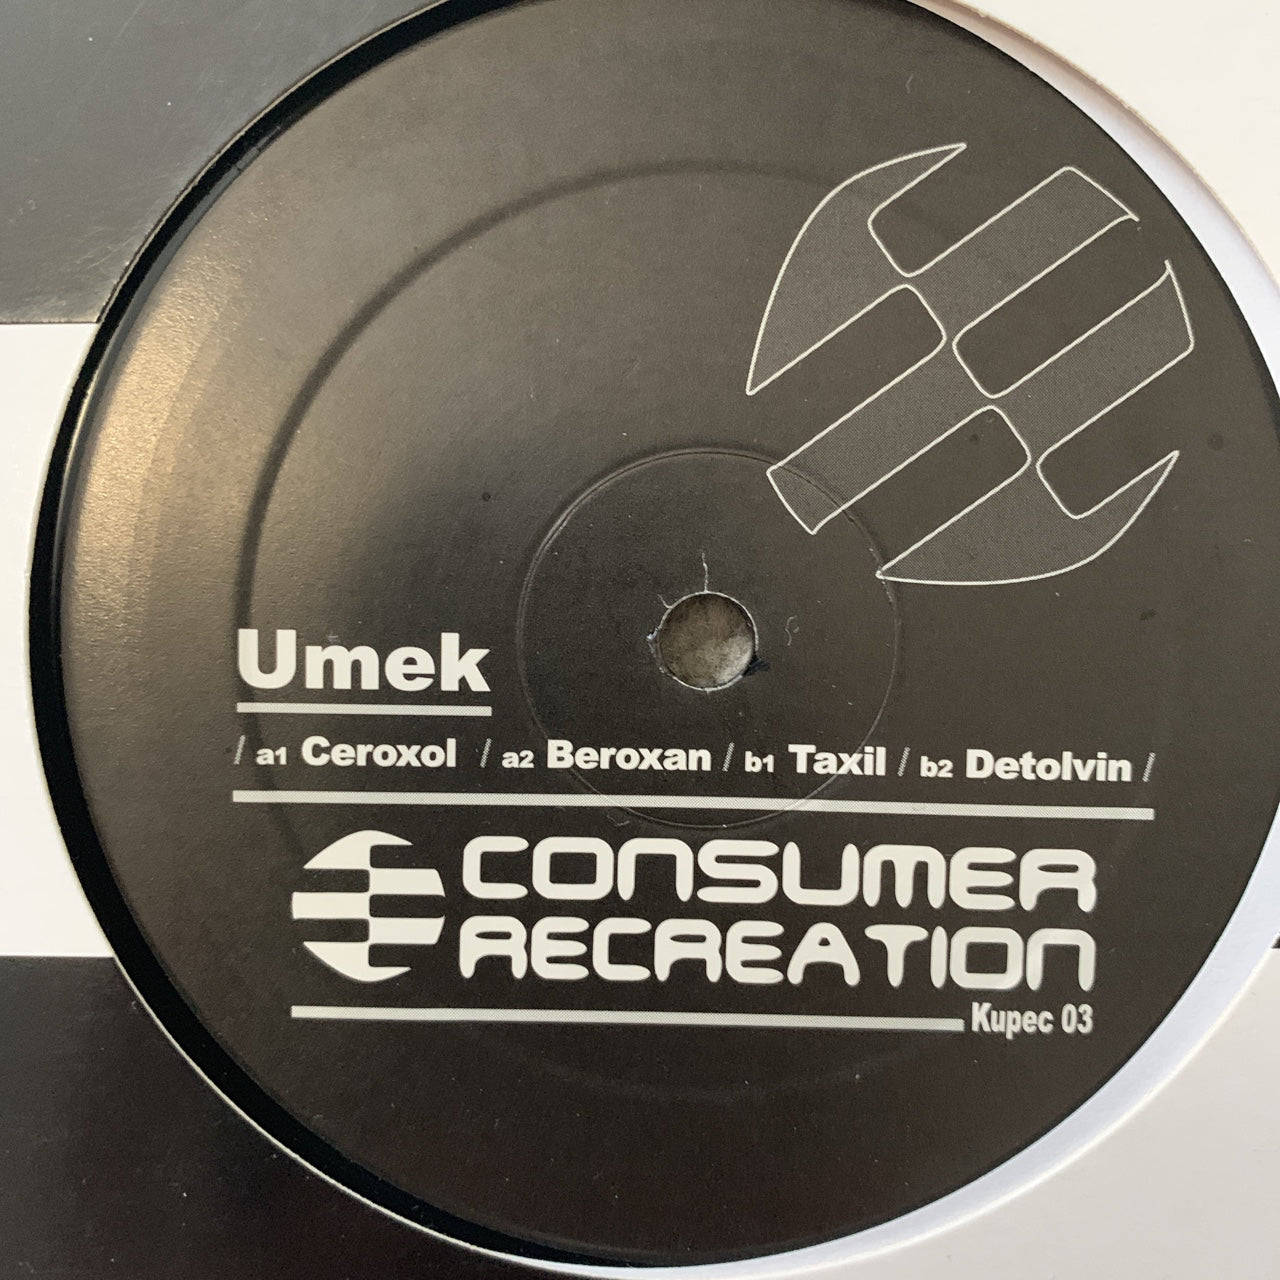 Umek
/ a1 Ceroxol / a2 Beroxan / b1 Taxil / b2 Detolvin /
CONSUMER
RECREATION
Kupec 03